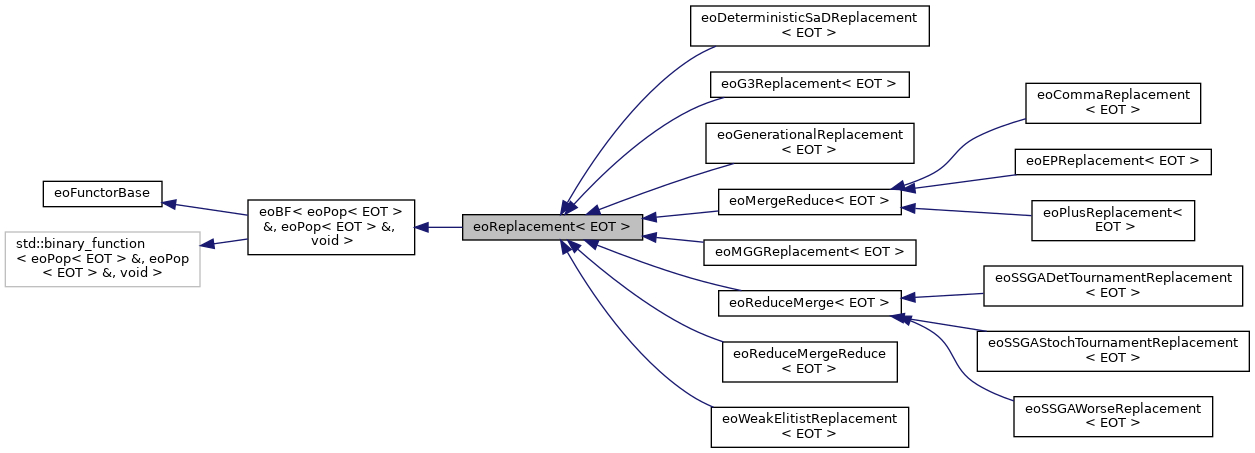 eoFunctorBase
std::binary_function
< eoPop< EOT > &, eoPop
< EOT > &, void >
eoBF< eoPop< EOT >
&, eoPop< EOT > &,
void >
eoReplacement< EOT >
eoDeterministicSaDReplacement
< EOT >
eoG3Replacement< EOT >
eoGenerationalReplacement
< EOT >
eoMergeReduce< EOT >
eoMGGReplacement< EOT >
eoReduceMerge< EOT >
eoReduceMergeReduce
< EOT >
eoWeakElitistReplacement
< EOT >
eoCommaReplacement
< EOT >
eoEPReplacement< EOT >
eoPlusReplacement<
EOT >
eoSSGADetTournamentReplacement
< EOT >
eoSSGAStochTournamentReplacement
< EOT >
eoSSGAWorseReplacement
< EOT >